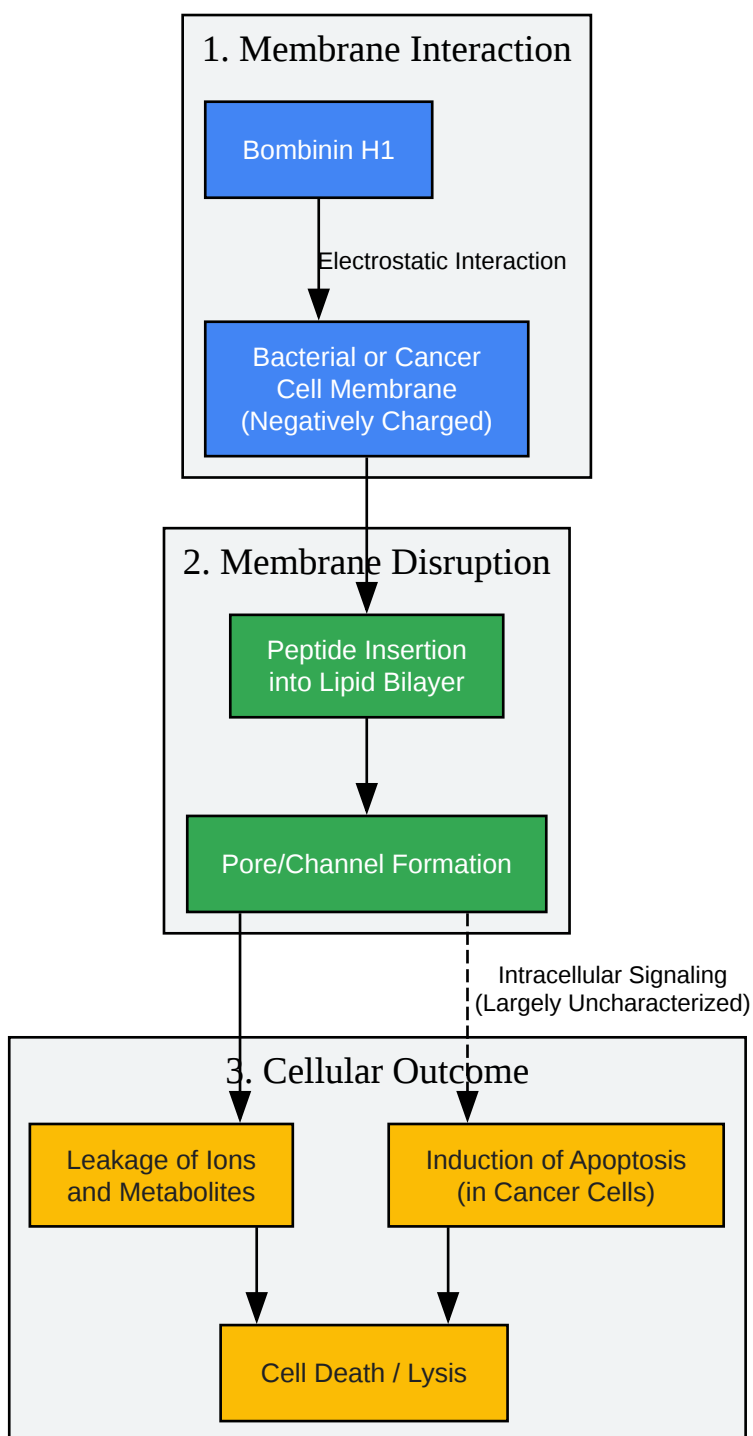 1. Membrane Interaction
Bombinin H1
Electrostatic Interaction
Bacterial or Cancer
Cell Membrane
(Negatively Charged)
2. Membrane Disruption
Peptide Insertion
into Lipid Bilayer
Pore/Channel Formation
Intracellular Signaling
(Largely Uncharacterized)
3. Cellular Outcome
Leakage of Ions
and Metabolites
Induction of Apoptosis
(in Cancer Cells)
Cell Death / Lysis